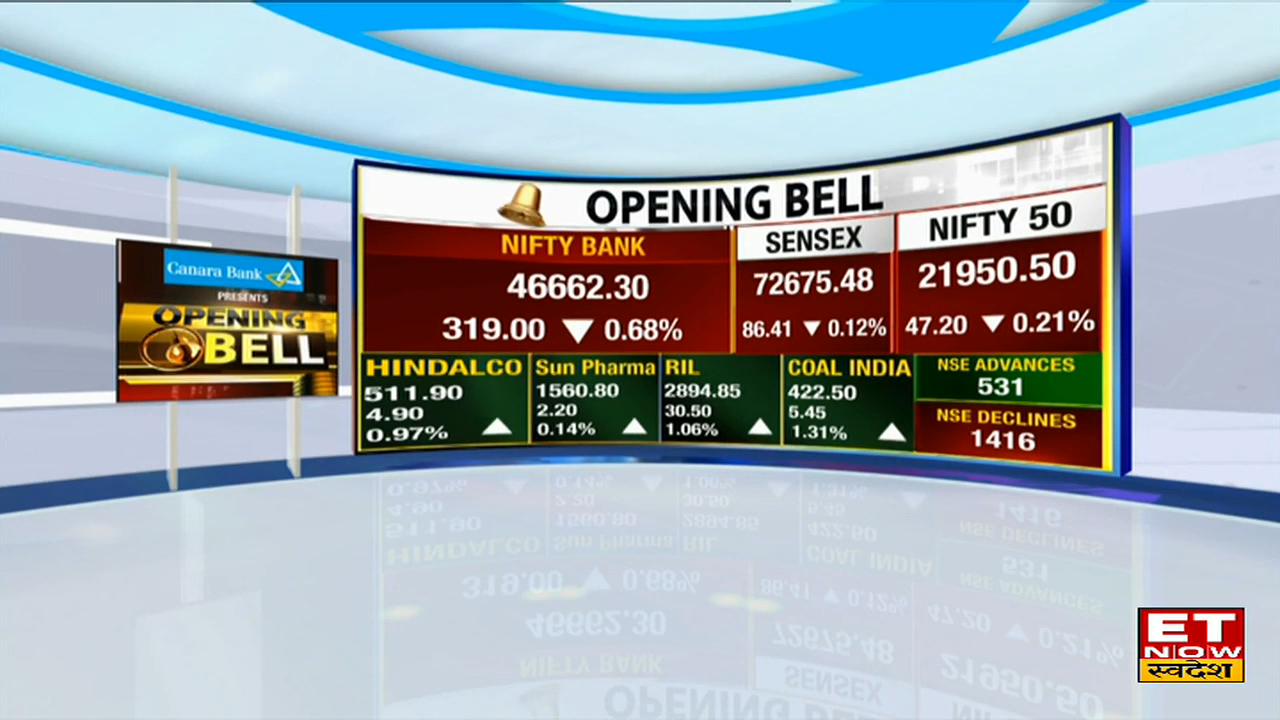 Canara Bank
PRESENTS
OPENING
BELL
OPENING BELL
NIFTY BANK
46662.30
319.00 ▼ 0.68%
SENSEX
72675.48
86.41 ▼ 0.12%
NIFTY 50
21950.50
47.20 ▼ 0.21%
HINDALCO
511.90
4.90
0.97% ▲
Sun Pharma
1560.80
2.20
0.14% ▲
RIL
2894.85
30.50
1.06% ▲
COAL INDIA
422.50
5.45
1.31% ▲
NSE ADVANCES
531
NSE DECLINES
1416
ET
NOW
स्वदेश